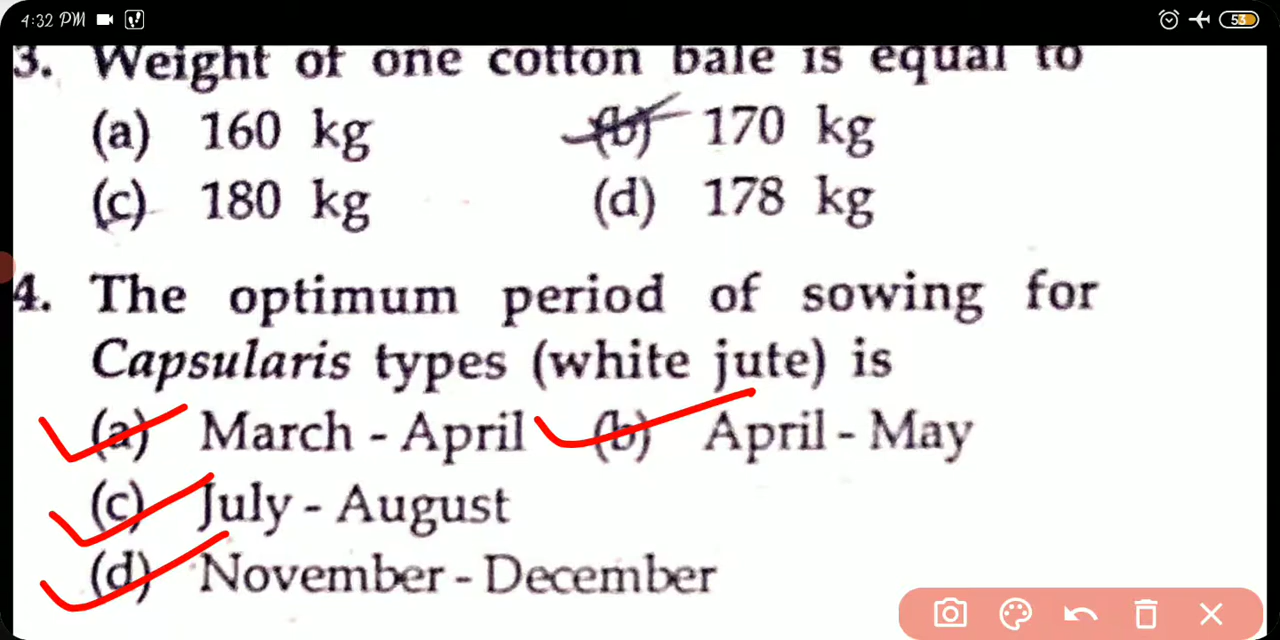 4:32 PM
53
3. Weight of one cotton bale is equal to
(a) 160 kg (b) 170 kg
(c) 180 kg (d) 178 kg
4. The optimum period of sowing for
Capsularis types (white jute) is
(a) March - April (b) April - May
(c) July - August
(d) November - December